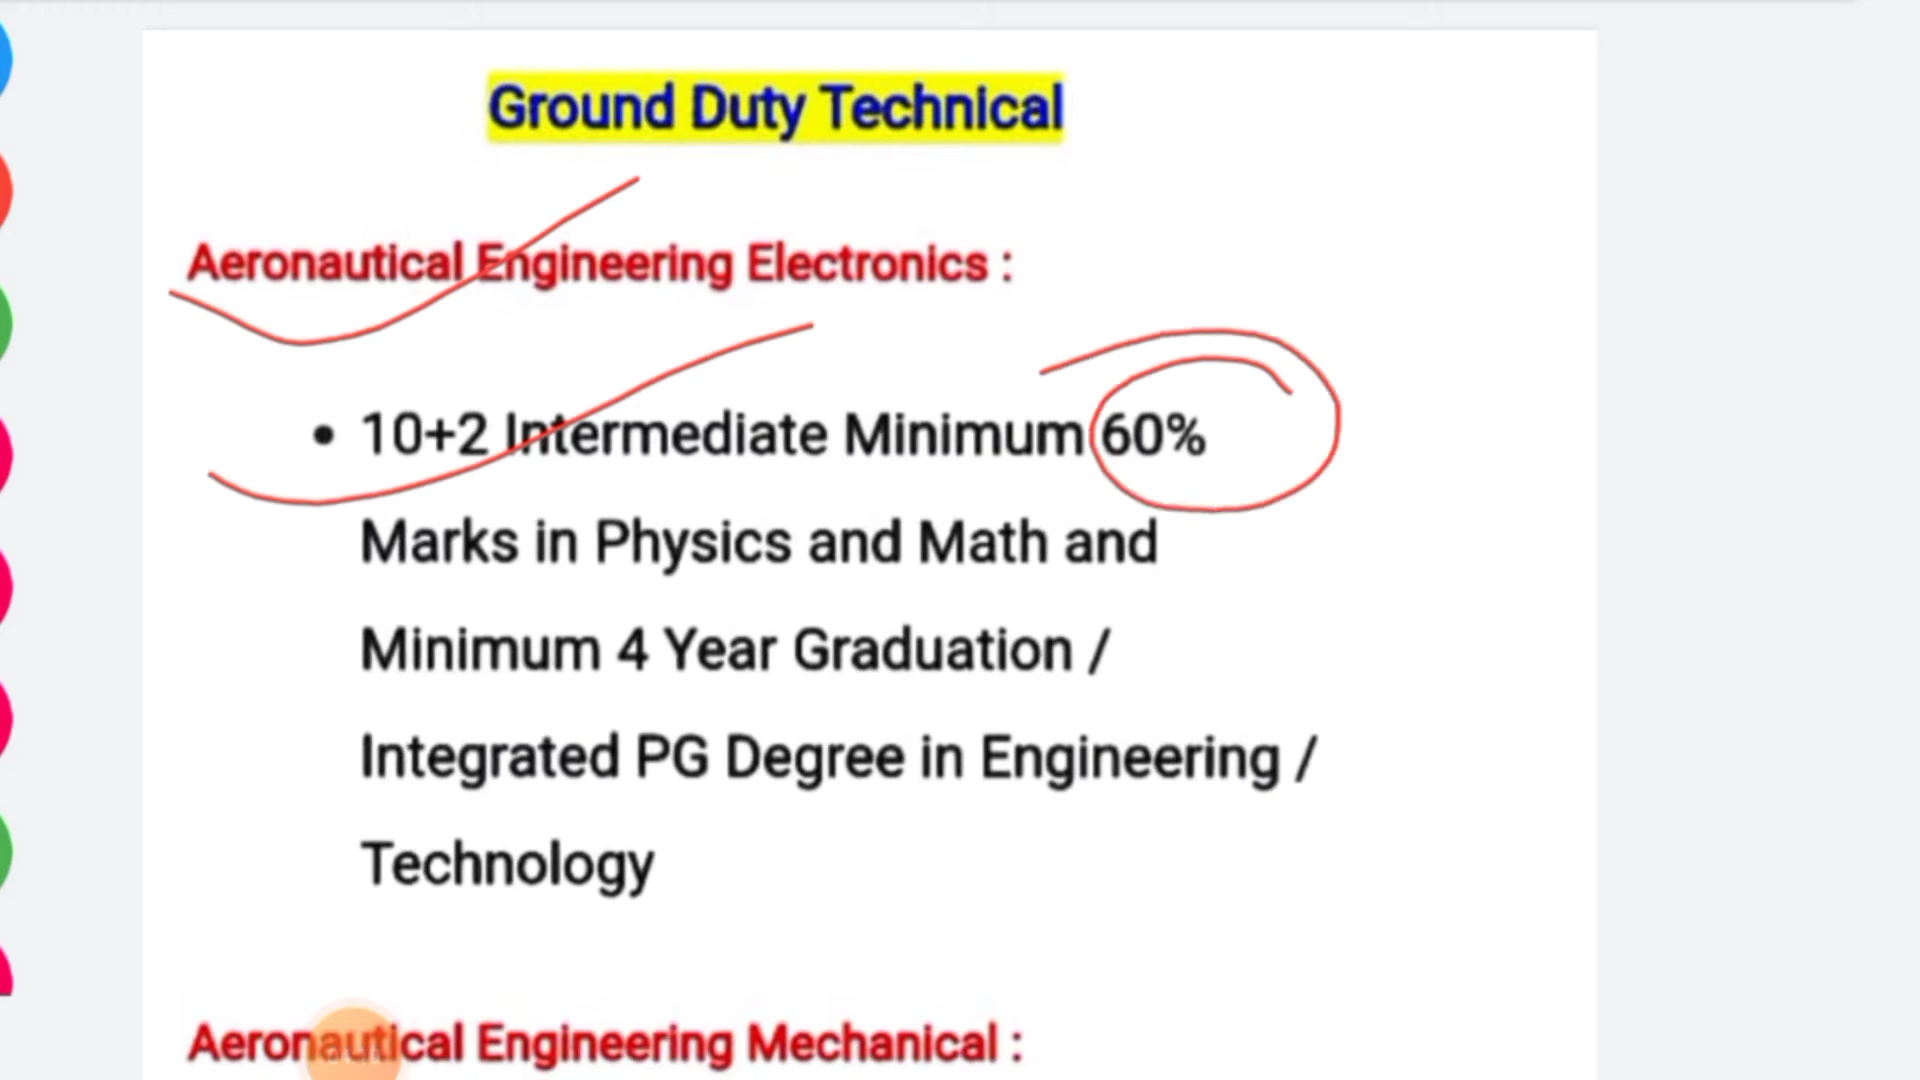 Ground Duty Technical
Aeronautical Engineering Electronics :
• 10+2 Intermediate Minimum 60%
Marks in Physics and Math and
Minimum 4 Year Graduation /
Integrated PG Degree in Engineering /
Technology
Aeronautical Engineering Mechanical :